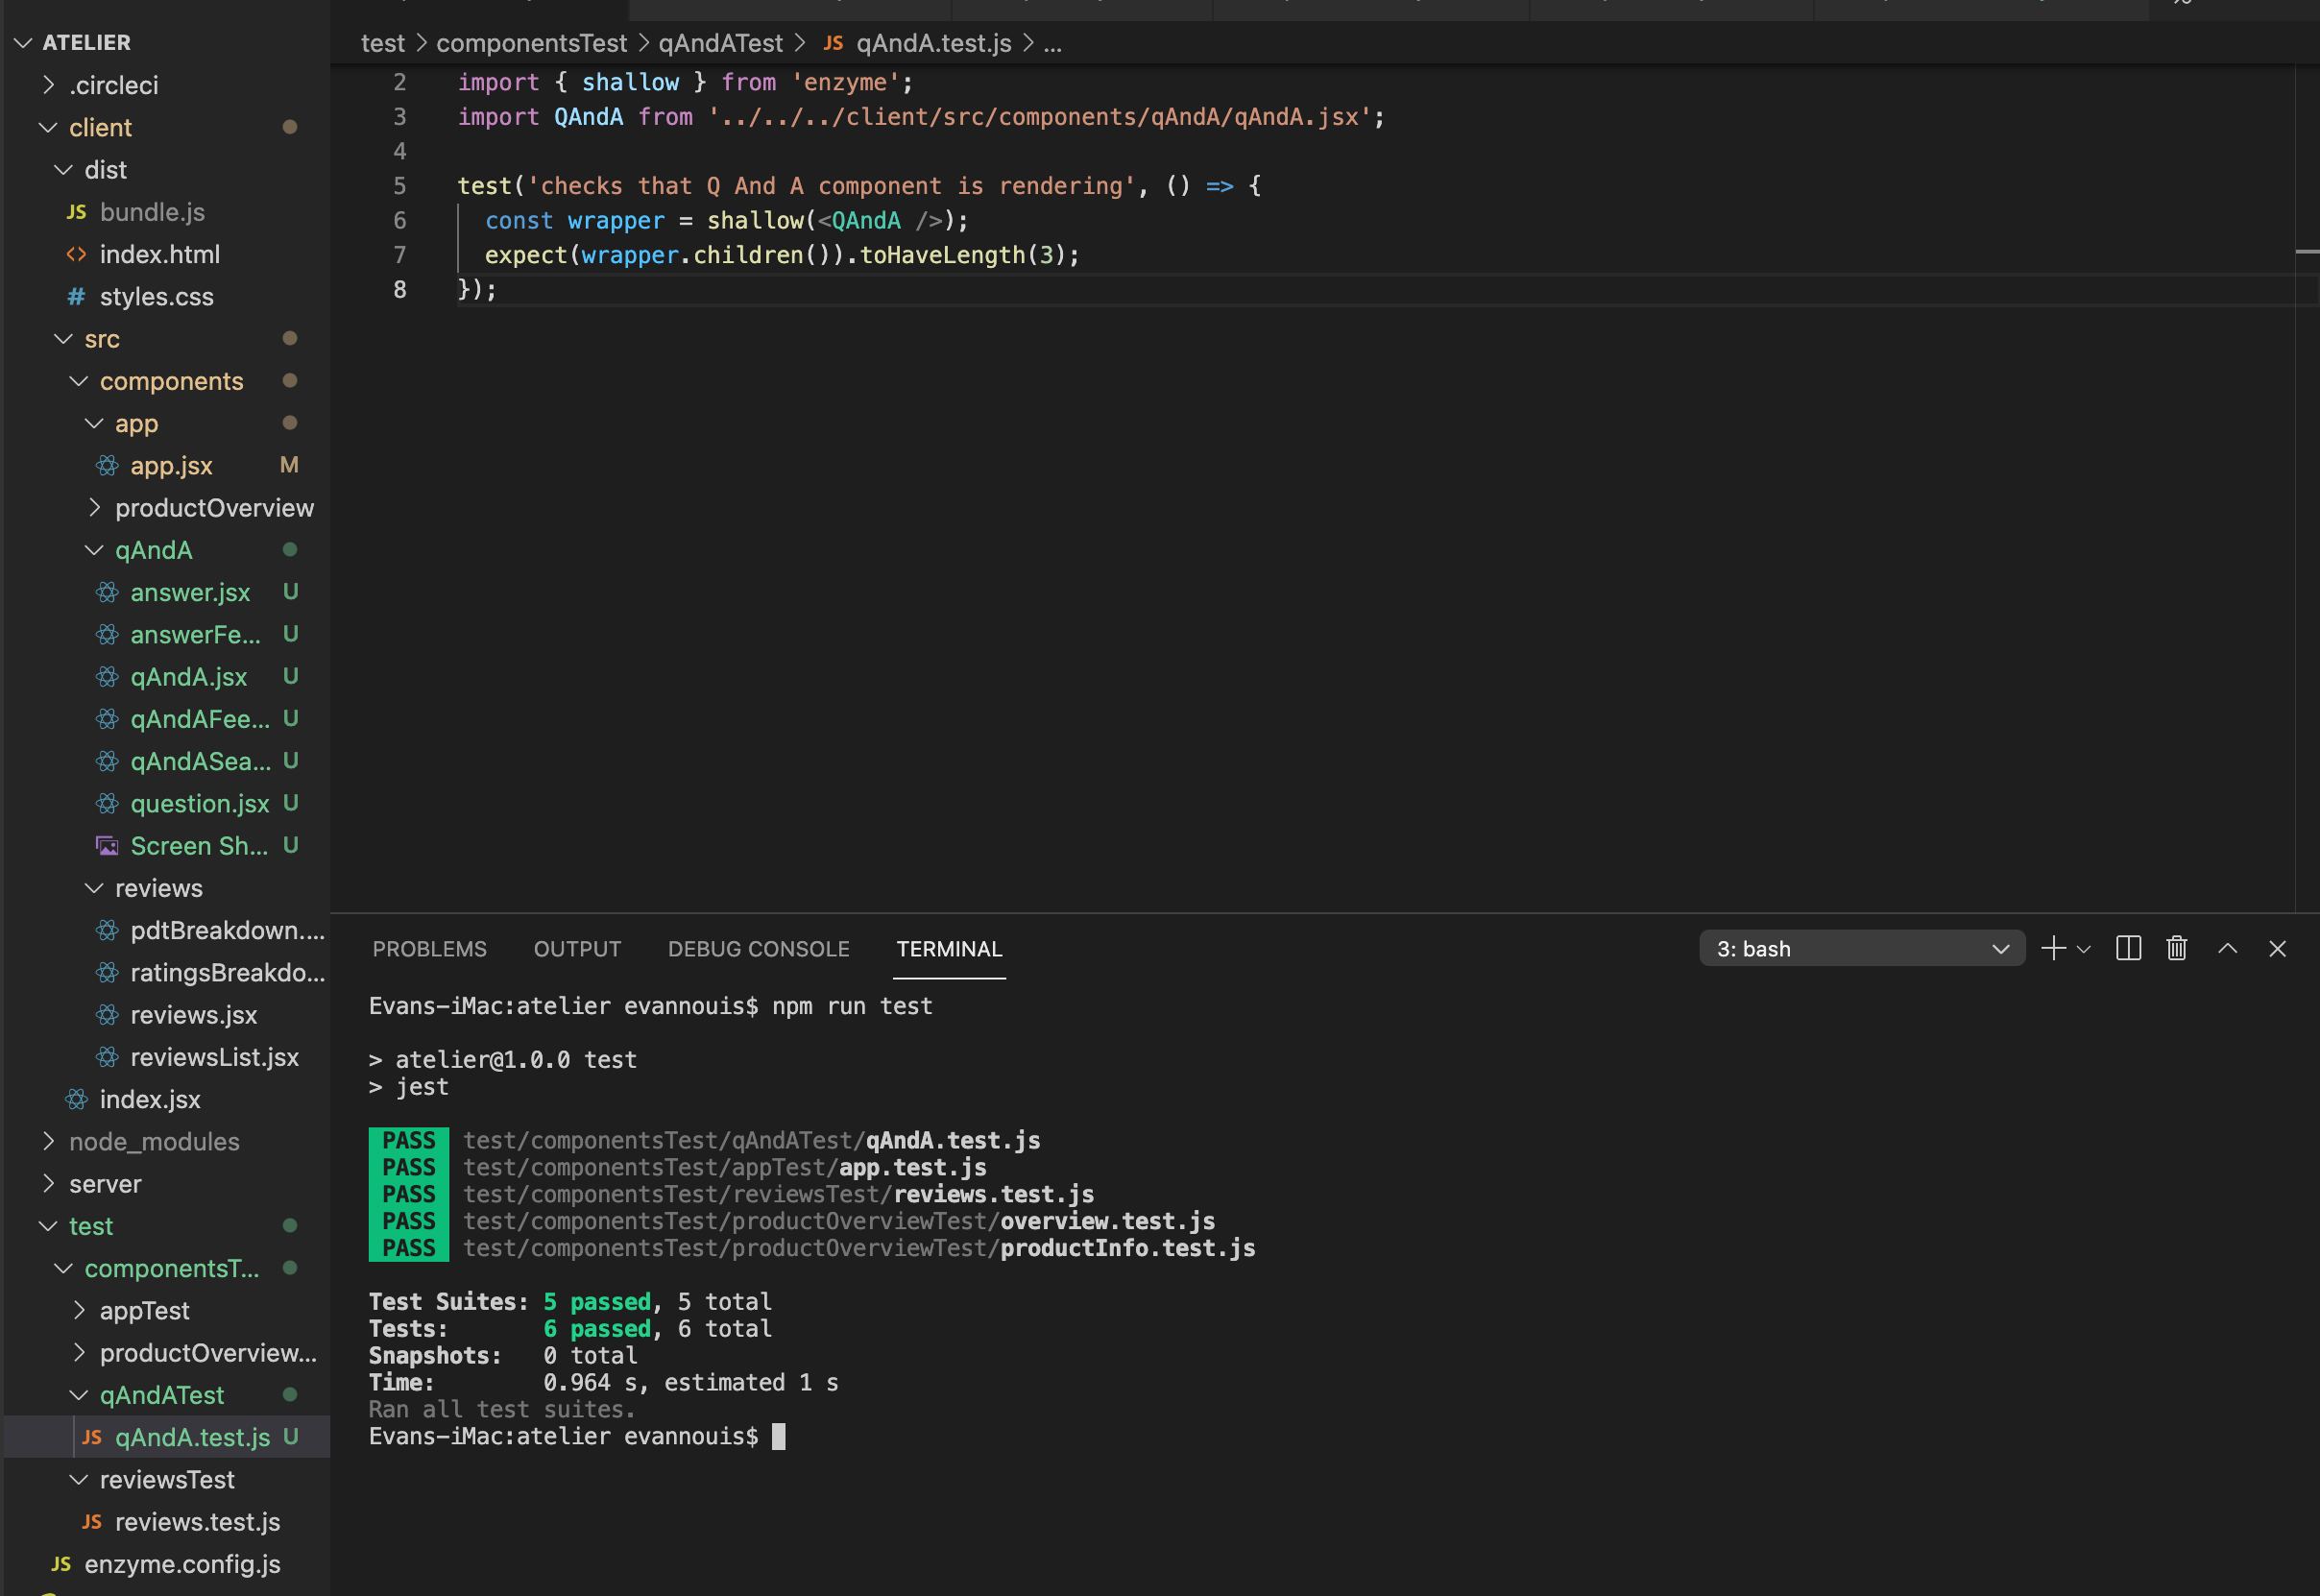 ATELIER
.circleci
client
dist
JS bundle.js
<> index.html
# styles.css
src
components
app
app.jsx M
productOverview
qAndA
answer.jsx U
answerFe... U
qAndA.jsx U
qAndAFee... U
qAndASea... U
question.jsx U
Screen Sh... U
reviews
pdtBreakdown....
ratingsBreakdo...
reviews.jsx
reviewsList.jsx
index.jsx
node_modules
server
test
componentsT...
appTest
productOverview...
qAndATest
JS qAndA.test.js U
reviewsTest
JS reviews.test.js
JS enzyme.config.js
test > componentsTest > qAndATest > JS qAndA.test.js > ...
2 import { shallow } from 'enzyme';
3 import QAndA from '../../../client/src/components/qAndA/qAndA.jsx';
4
5 test('checks that Q And A component is rendering', () => {
6 const wrapper = shallow(<QAndA />);
7 expect(wrapper.children()).toHaveLength(3);
8 });
PROBLEMS OUTPUT DEBUG CONSOLE TERMINAL 3: bash
Evans-iMac:atelier evannouis$ npm run test
> atelier@1.0.0 test
> jest
PASS test/componentsTest/qAndATest/qAndA.test.js
PASS test/componentsTest/appTest/app.test.js
PASS test/componentsTest/reviewsTest/reviews.test.js
PASS test/componentsTest/productOverviewTest/overview.test.js
PASS test/componentsTest/productOverviewTest/productInfo.test.js
Test Suites: 5 passed, 5 total
Tests: 6 passed, 6 total
Snapshots: 0 total
Time: 0.964 s, estimated 1 s
Ran all test suites.
Evans-iMac:atelier evannouis$